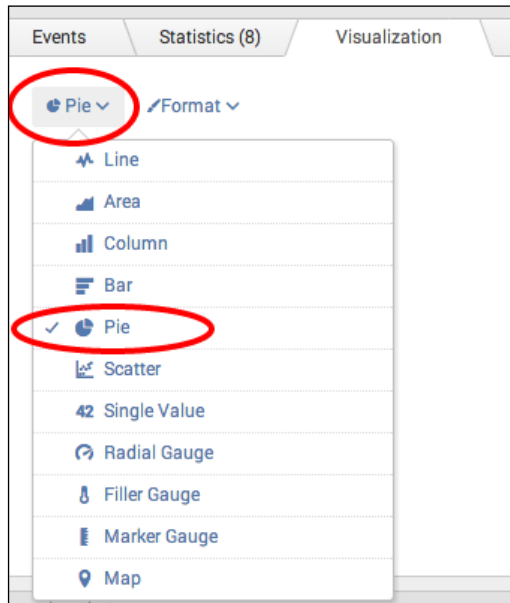 Events Statistics (8) Visualization
Pie Format
Line
Area
Column
Bar
Pie
Scatter
42 Single Value
Radial Gauge
Filler Gauge
Marker Gauge
Map